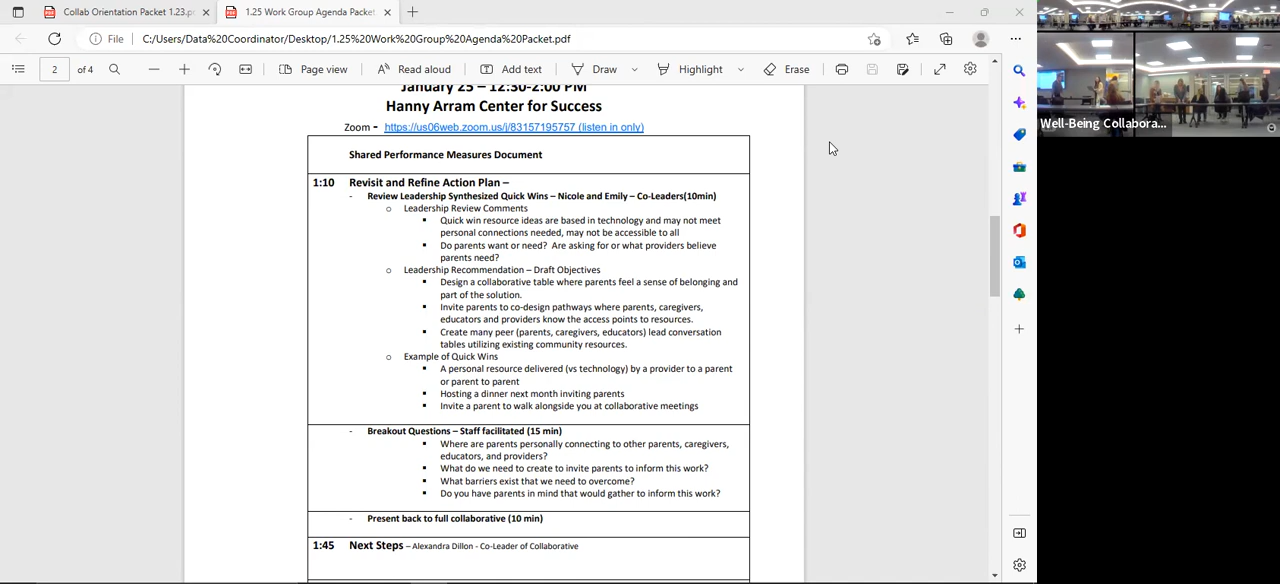 Collab Orientation Packet 1.23.p
1.25 Work Group Agenda Packet
File
C:/Users/Data%20Coordinator/Desktop/1.25%20Work%20Group%20Agenda%20Packet.pdf
2 of 4
Page view
Read aloud
Add text
Draw
Highlight
Erase
January 25 – 12:30-2:00 PM
Hanny Arram Center for Success
Zoom - https://us06web.zoom.us/j/83157195757 (listen in only)
Shared Performance Measures Document
1:10 Revisit and Refine Action Plan –
- Review Leadership Synthesized Quick Wins – Nicole and Emily – Co-Leaders(10min)
o Leadership Review Comments
▪ Quick win resource ideas are based in technology and may not meet
personal connections needed, may not be accessible to all
▪ Do parents want or need? Are asking for or what providers believe
parents need?
o Leadership Recommendation – Draft Objectives
▪ Design a collaborative table where parents feel a sense of belonging and
part of the solution.
▪ Invite parents to co-design pathways where parents, caregivers,
educators and providers know the access points to resources.
▪ Create many peer (parents, caregivers, educators) lead conversation
tables utilizing existing community resources.
o Example of Quick Wins
▪ A personal resource delivered (vs technology) by a provider to a parent
or parent to parent
▪ Hosting a dinner next month inviting parents
▪ Invite a parent to walk alongside you at collaborative meetings
- Breakout Questions – Staff facilitated (15 min)
▪ Where are parents personally connecting to other parents, caregivers,
educators, and providers?
▪ What do we need to create to invite parents to inform this work?
▪ What barriers exist that we need to overcome?
▪ Do you have parents in mind that would gather to inform this work?
- Present back to full collaborative (10 min)
1:45 Next Steps – Alexandra Dillon - Co-Leader of Collaborative
Well-Being Collabora...